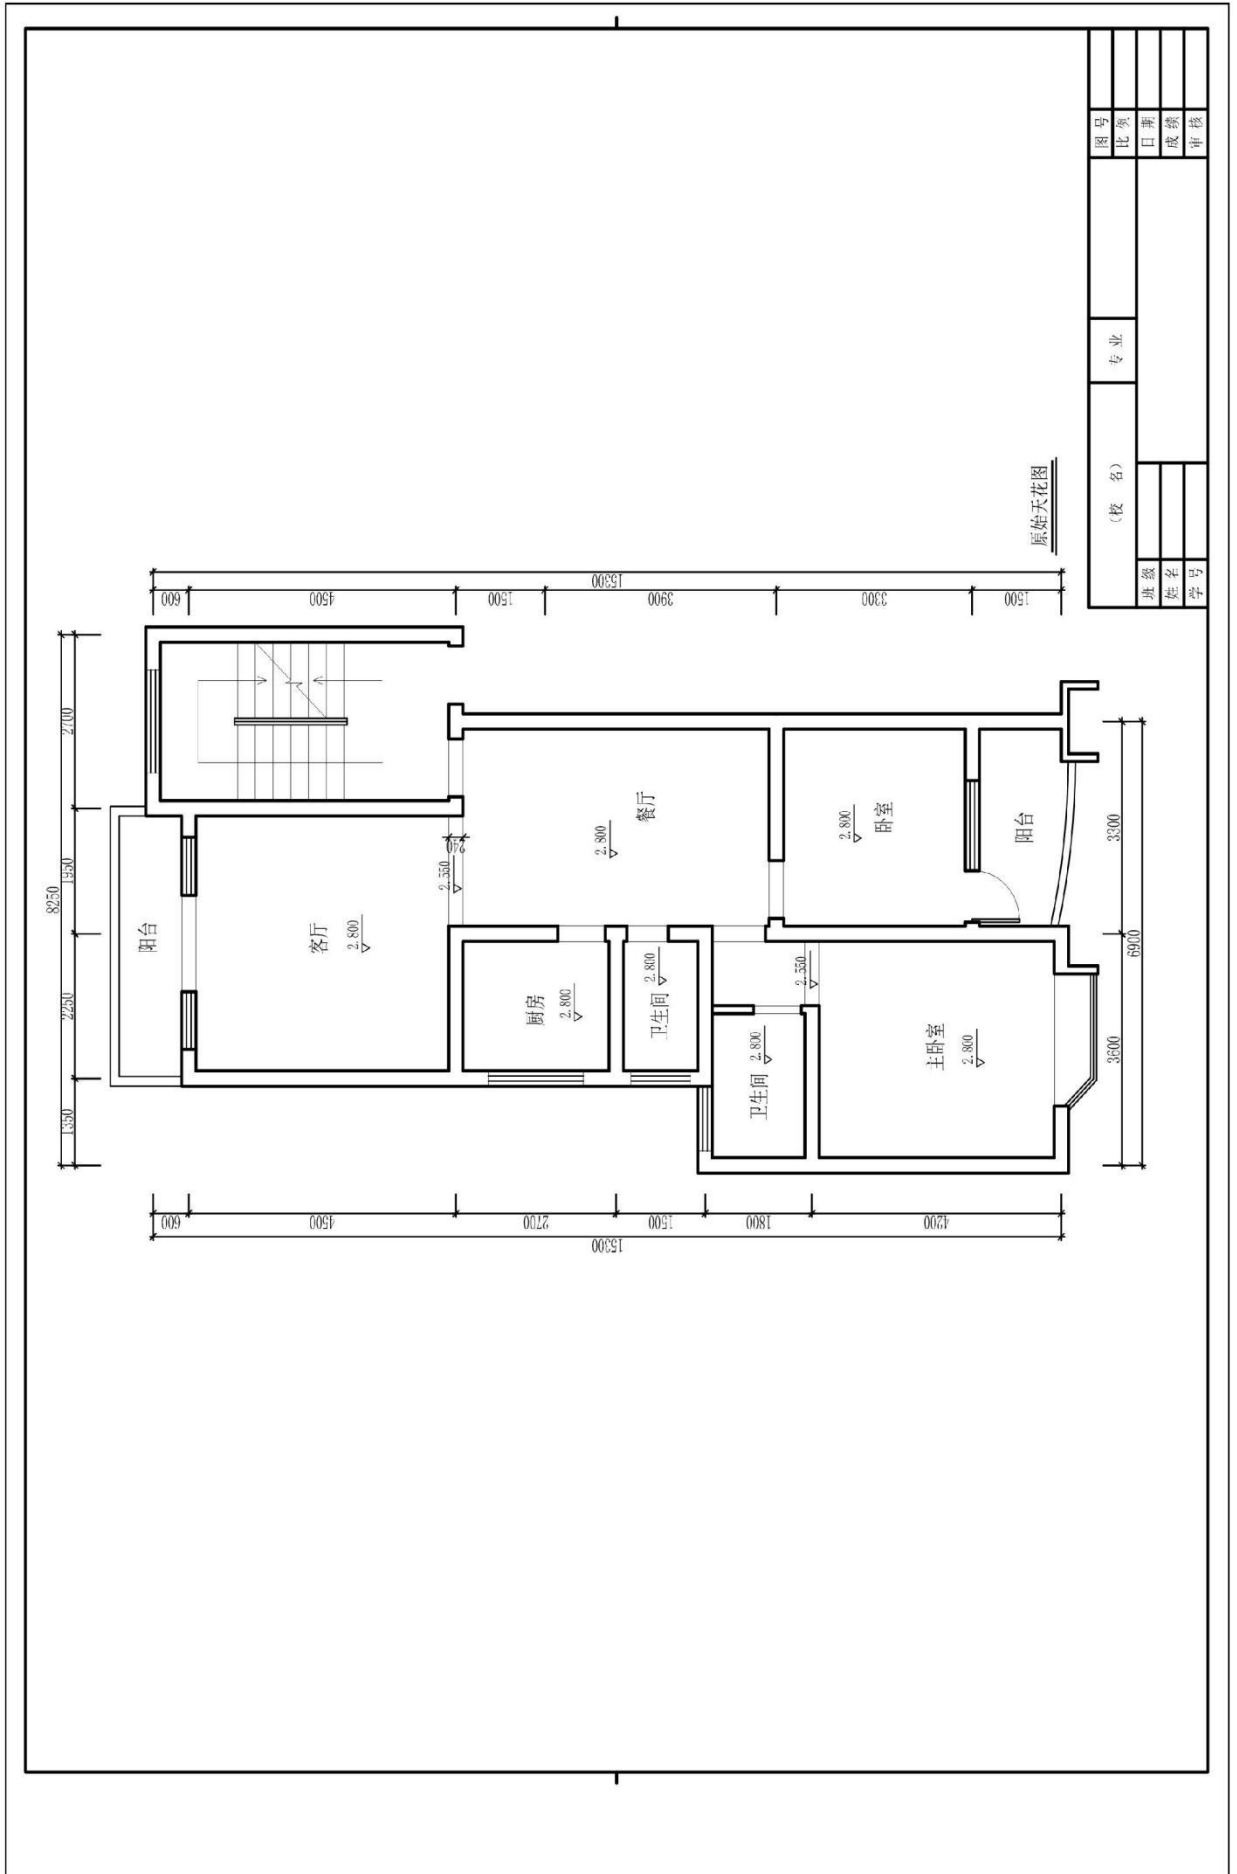 阳台
客厅
2.800
厨房
2.800
卫生间
2.800
卫生间
2.800
主卧室
2.800
餐厅
2.800
卧室
2.800
阳台
2.550
240
2.550
8250
1350
2250
1950
2700
15300
600
4500
1500
3900
3300
1500
15300
600
4500
2700
1500
1800
4200
3600
3300
6900
原始天花图
(校 名)
专 业
图 号
日 期
成 绩
审 核
班 级
姓 名
学 号